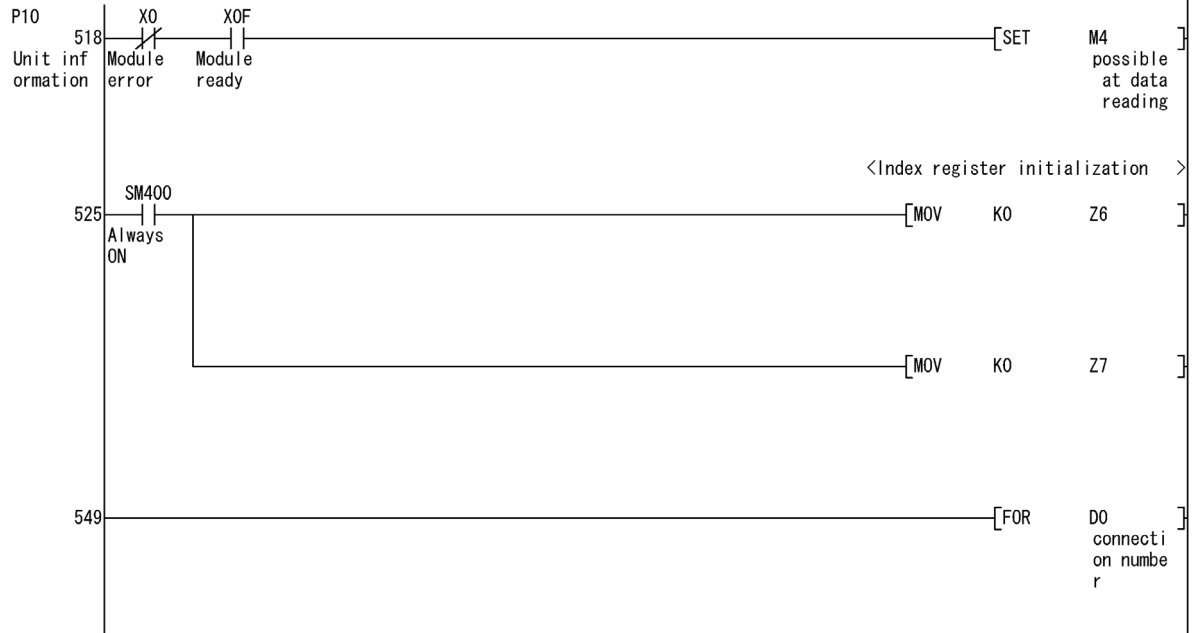 P10 X0 X0F
518 [SET M4 ]
Unit inf Module Module possible
ormation error ready at data
reading
<Index register initialization >
SM400
525 [MOV K0 Z6 ]
Always
ON
[MOV K0 Z7 ]
549 [FOR D0 ]
connecti
on numbe
r